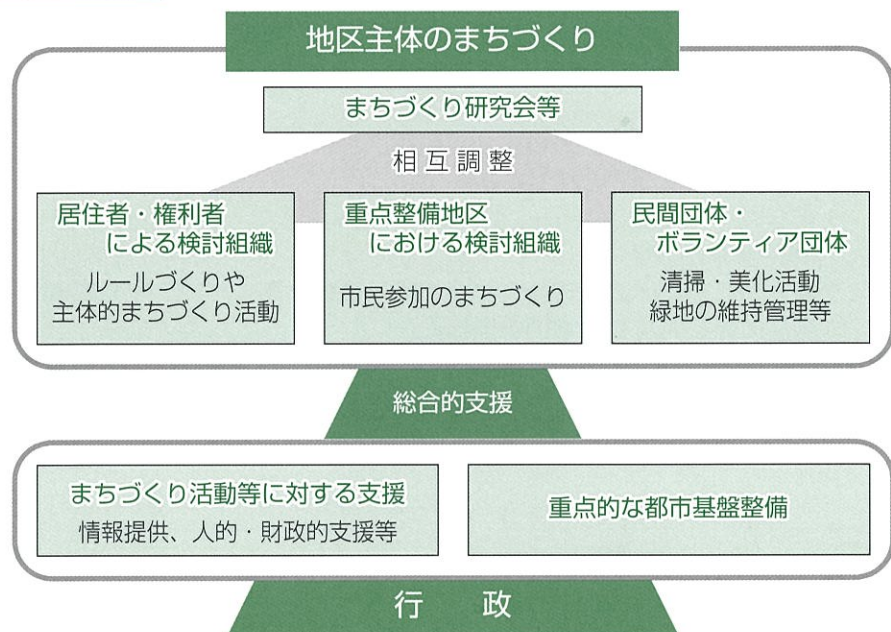 地区主体のまちづくり
まちづくり研究会等
相互調整
居住者・権利者
による検討組織
ルールづくりや
主体的まちづくり活動
重点整備地区
における検討組織
市民参加のまちづくり
民間団体・
ボランティア団体
清掃・美化活動
緑地の維持管理等
総合的支援
まちづくり活動等に対する支援
情報提供、人的・財政的支援等
重点的な都市基盤整備
行 政